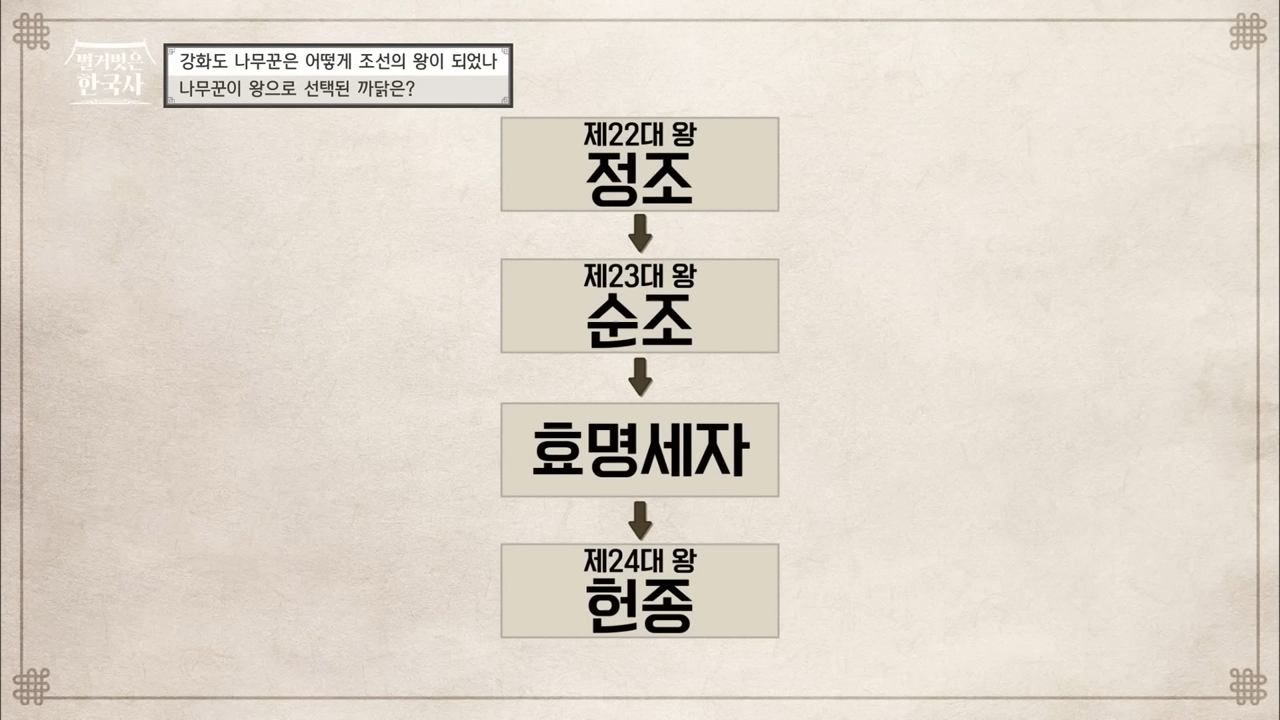 벌거벗은
한국사
강화도 나무꾼은 어떻게 조선의 왕이 되었나
나무꾼이 왕으로 선택된 까닭은?
제22대 왕
정조
제23대 왕
순조
효명세자
제24대 왕
헌종